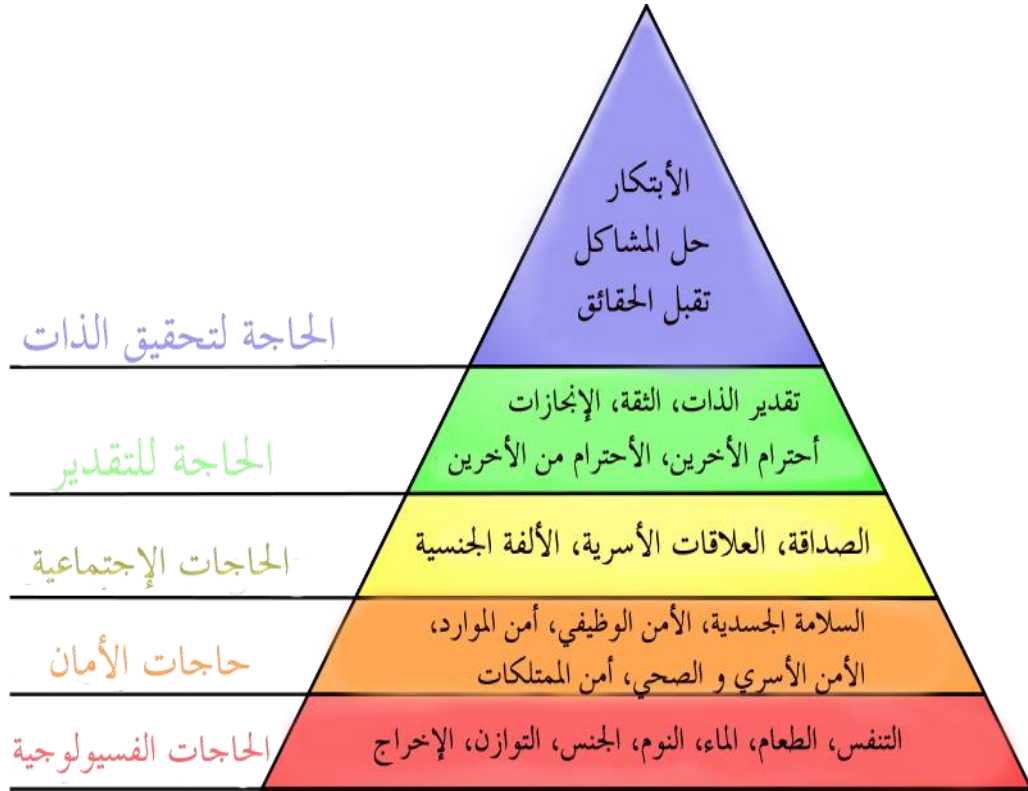 الأبتكار
حل المشاكل
تقبل الحقائق
الحاجة لتحقيق الذات
تقدير الذات، الثقة، الإنجازات
أحترام الأخرين، الأحترام من الأخرين
الحاجة للتقدير
الصداقة، العلاقات الأسرية، الألفة الجنسية
الحاجات الإجتماعية
السلامة الجسدية، الأمن الوظيفي، أمن الموارد،
الأمن الأسري و الصحي، أمن الممتلكات
حاجات الأمان
التنفس، الطعام، الماء، النوم، الجنس، التوازن، الإخراج
الحاجات الفسيولوجية